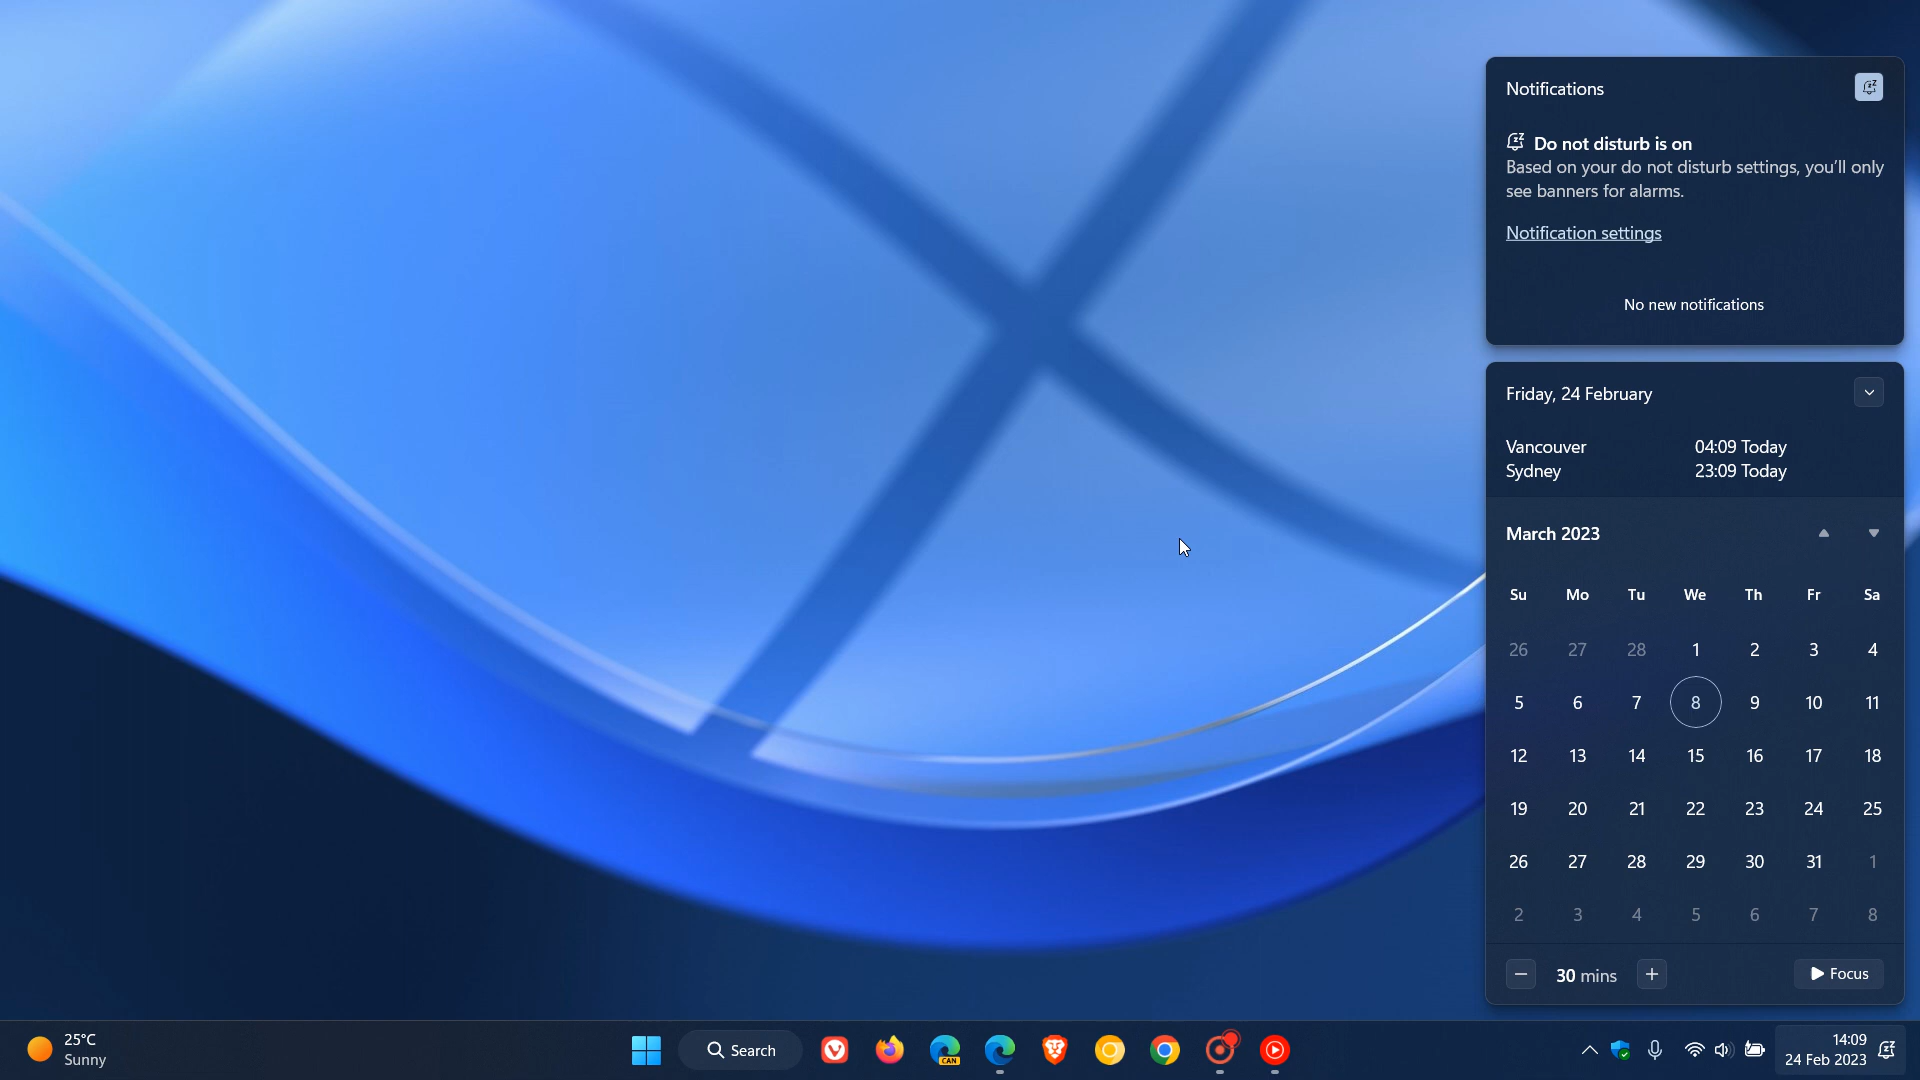 Notifications
Do not disturb is on
Based on your do not disturb settings, you'll only
see banners for alarms.
Notification settings
No new notifications
Friday, 24 February
Vancouver 04:09 Today
Sydney 23:09 Today
March 2023
Su Mo Tu We Th Fr Sa
26 27 28 1 2 3 4
5 6 7 8 9 10 11
12 13 14 15 16 17 18
19 20 21 22 23 24 25
26 27 28 29 30 31 1
2 3 4 5 6 7 8
30 mins Focus
25°C
Sunny
Search
CAN
14:09
24 Feb 2023